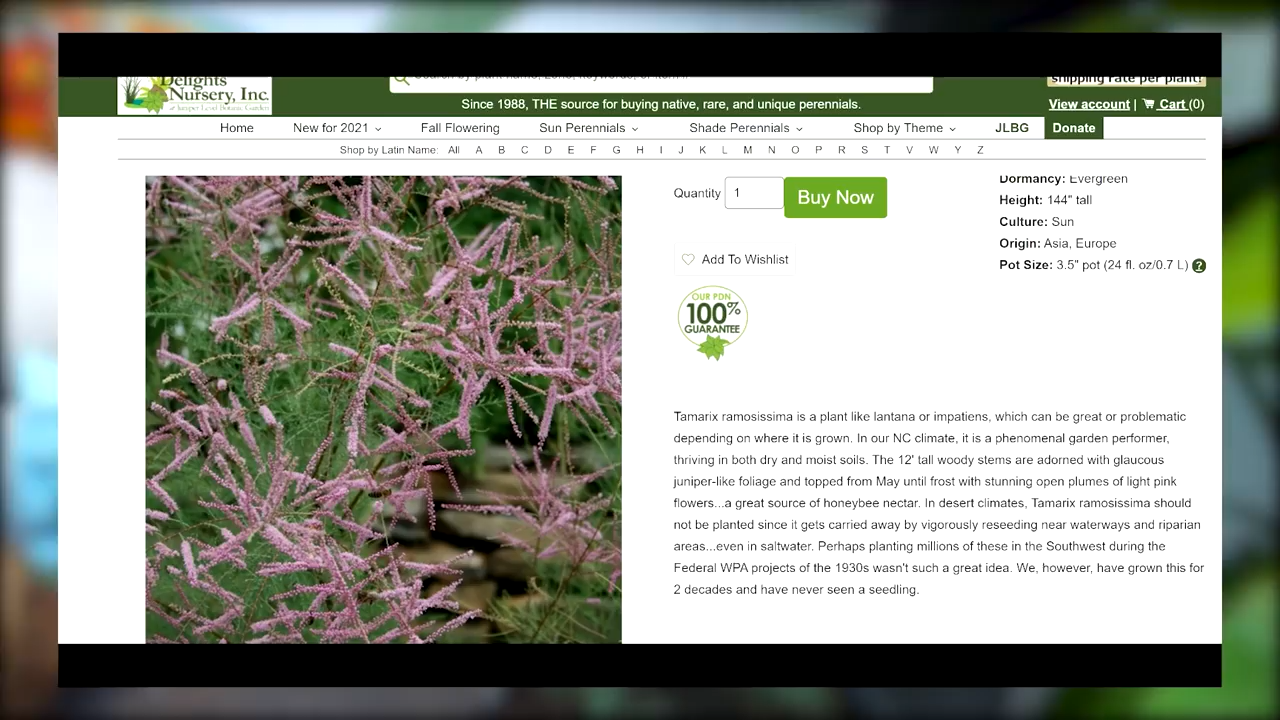 Delights
Nursery, Inc.
shipping rate per plant!
Since 1988, THE source for buying native, rare, and unique perennials.
View account | Cart (0)
Home New for 2021 Fall Flowering Sun Perennials Shade Perennials Shop by Theme JLBG Donate
Shop by Latin Name: All A B C D E F G H I J K L M N O P R S T V W Y Z
Quantity 1 Buy Now
Add To Wishlist
OUR PDN
100%
GUARANTEE
Dormancy: Evergreen
Height: 144" tall
Culture: Sun
Origin: Asia, Europe
Pot Size: 3.5" pot (24 fl. oz/0.7 L) ?
Tamarix ramosissima is a plant like lantana or impatiens, which can be great or problematic
depending on where it is grown. In our NC climate, it is a phenomenal garden performer,
thriving in both dry and moist soils. The 12' tall woody stems are adorned with glaucous
juniper-like foliage and topped from May until frost with stunning open plumes of light pink
flowers...a great source of honeybee nectar. In desert climates, Tamarix ramosissima should
not be planted since it gets carried away by vigorously reseeding near waterways and riparian
areas...even in saltwater. Perhaps planting millions of these in the Southwest during the
Federal WPA projects of the 1930s wasn't such a great idea. We, however, have grown this for
2 decades and have never seen a seedling.